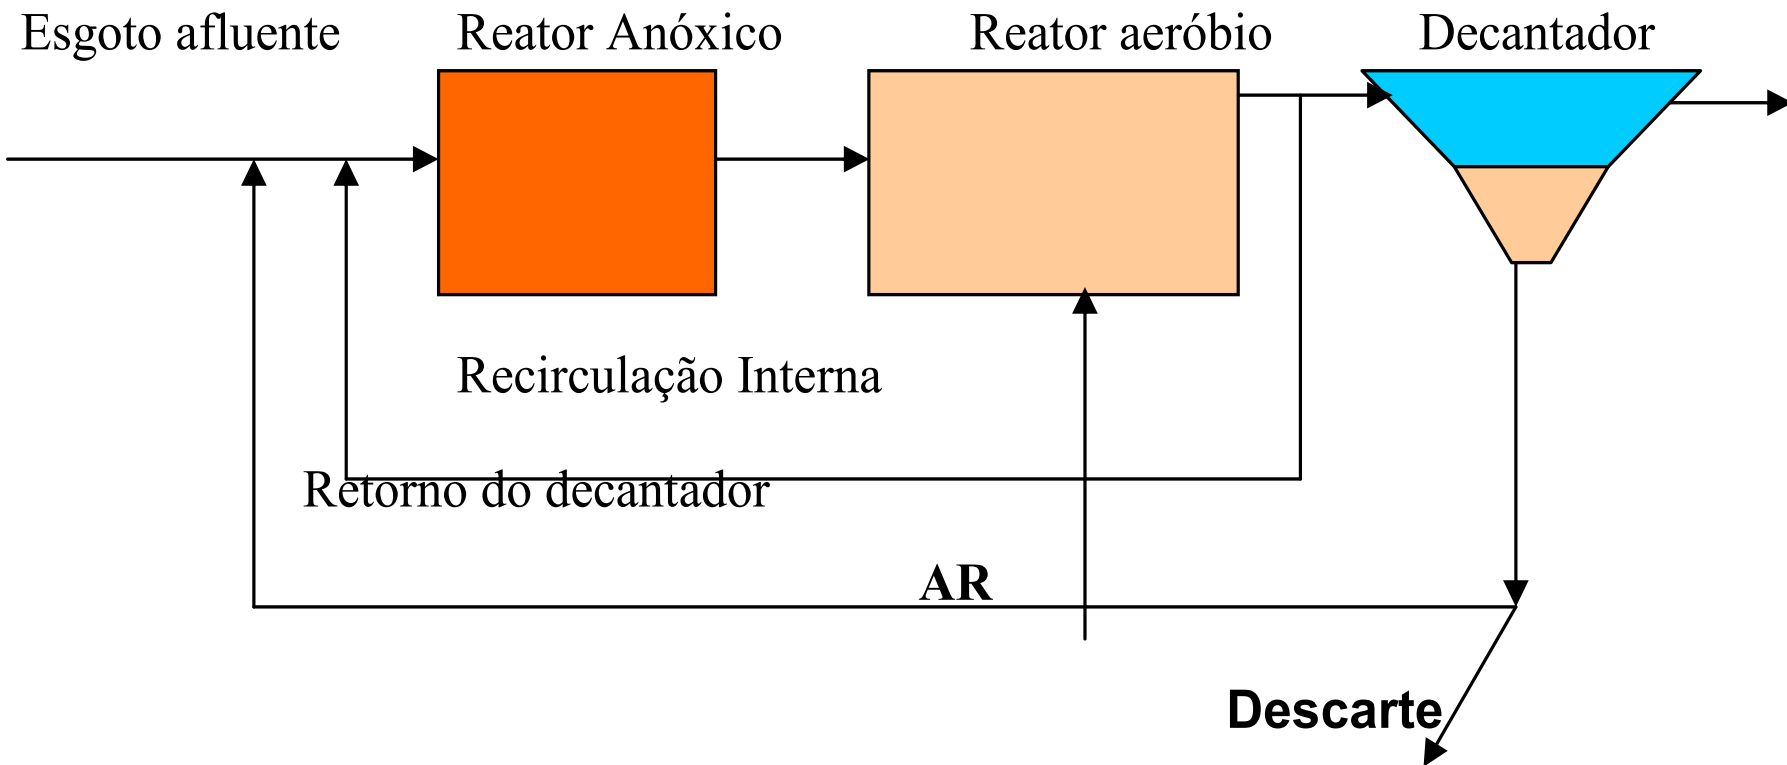 Esgoto afluente
Reator Anóxico
Reator aeróbio
Decantador
Recirculação Interna
Retorno do decantador
AR
Descarte